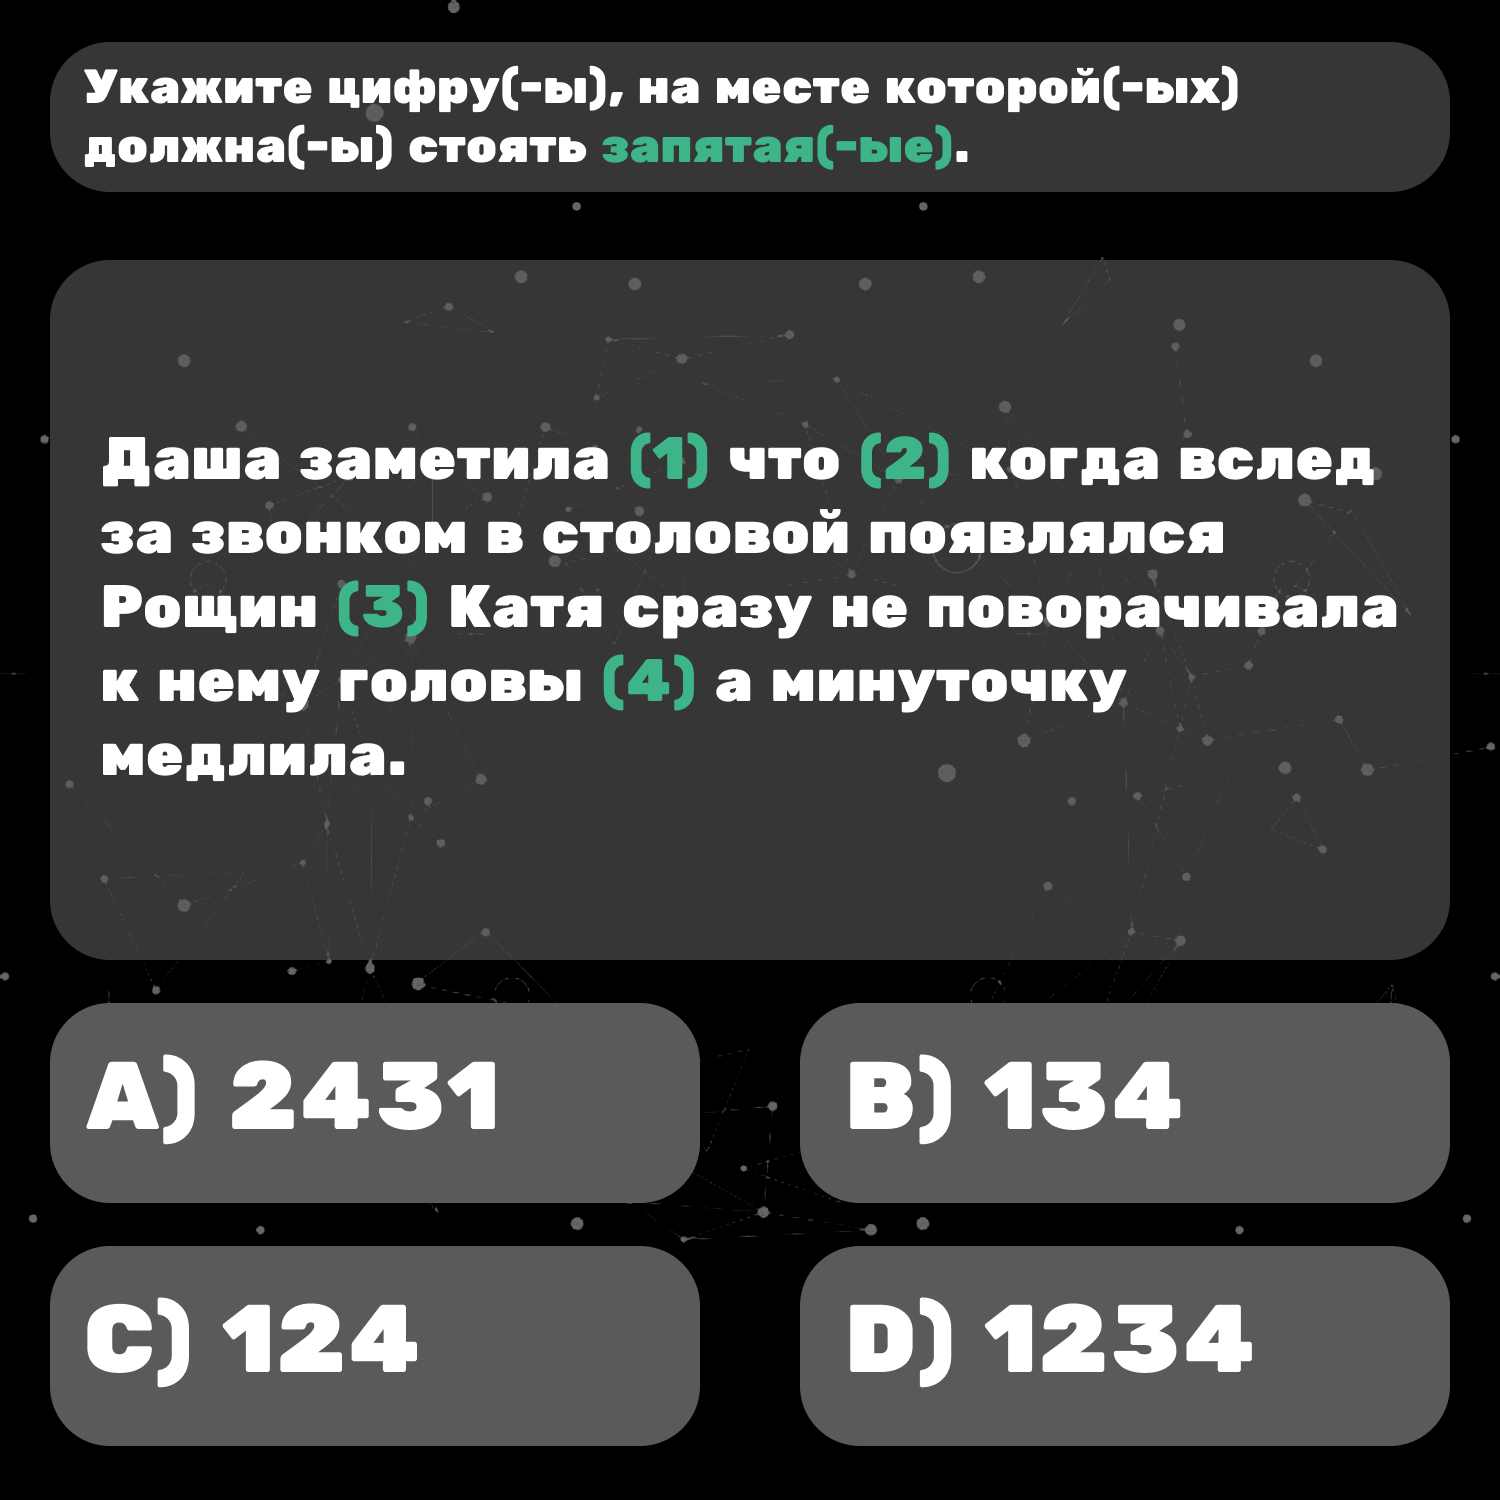 Укажите цифру(-ы), на месте которой(-ых)
должна(-ы) стоять запятая(-ые).
Даша заметила (1) что (2) когда вслед
за звонком в столовой появлялся
Рощин (3) Катя сразу не поворачивала
к нему головы (4) а минуточку
медлила.
A) 2431
B) 134
C) 124
D) 1234